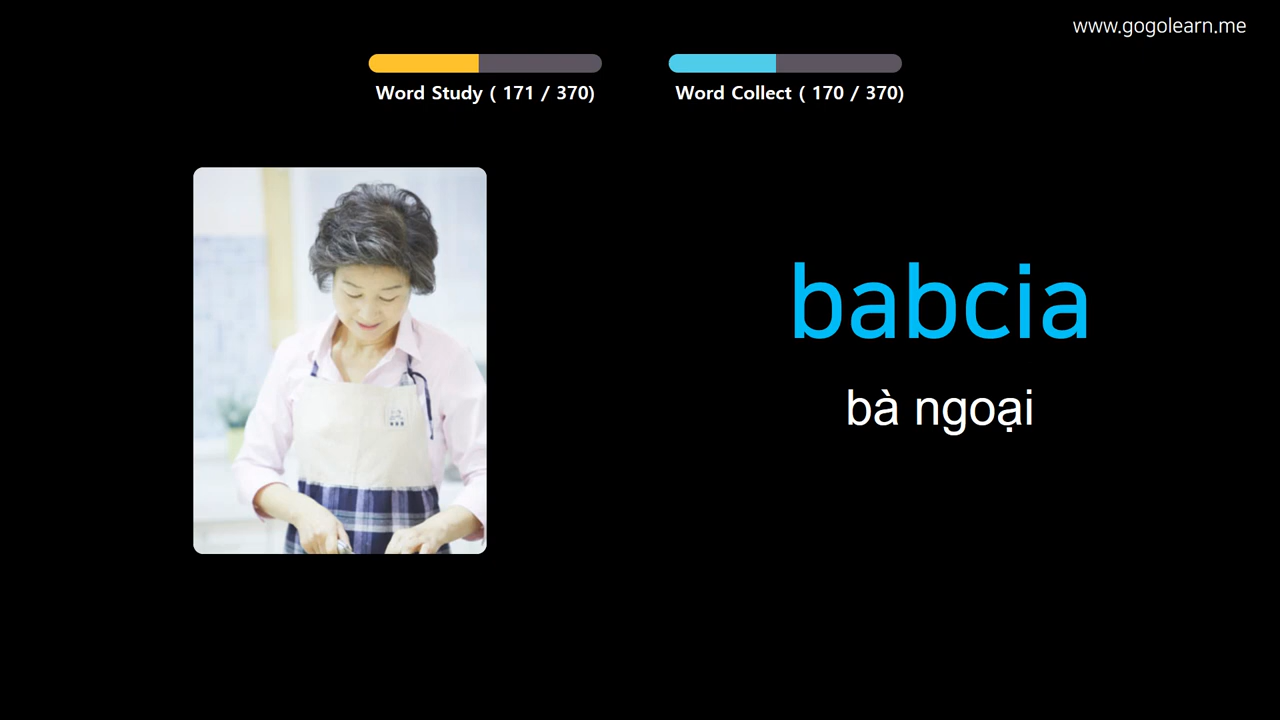 www.gogolearn.me
Word Study ( 171 / 370)
Word Collect ( 170 / 370)
babcia
bà ngoại